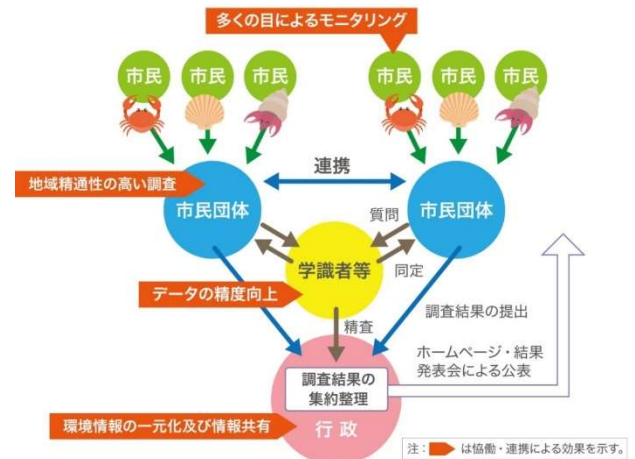 多くの目によるモニタリング
市民
市民
市民
市民
市民
市民
地域精通性の高い調査
連携
市民団体
市民団体
質問
学識者等
同定
データの精度向上
調査結果の提出
精査
ホームページ・結果
発表会による公表
調査結果の
集約整理
環境情報の一元化及び情報共有
行政
注：は協働・連携による効果を示す。